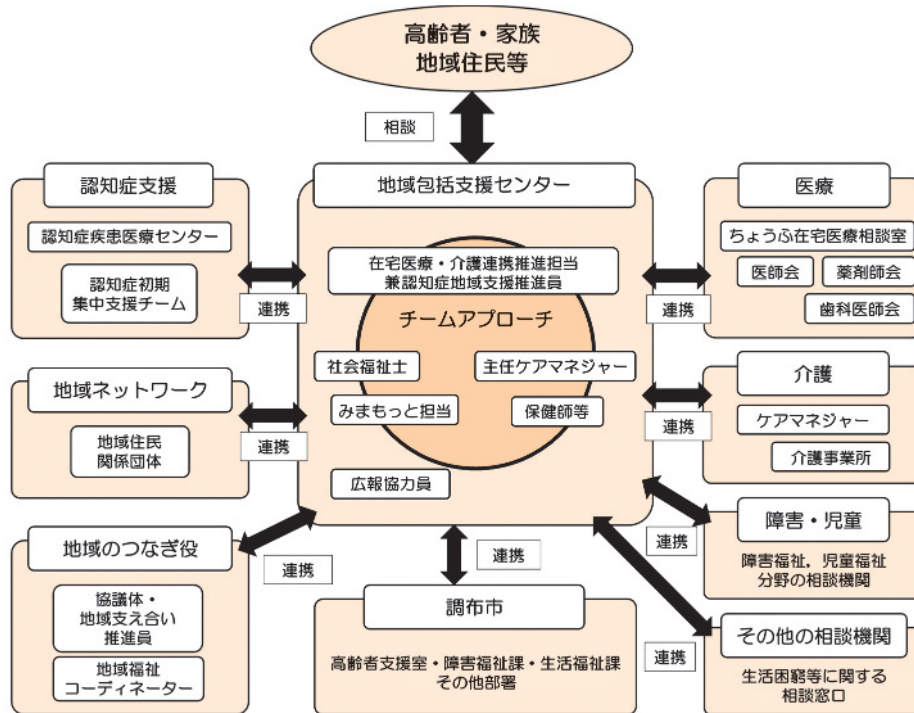 高齢者・家族
地域住民等
相談
認知症支援
認知症疾患医療センター
認知症初期
集中支援チーム
連携
地域ネットワーク
地域住民
関係団体
連携
地域のつなぎ役
協議体・
地域支え合い
推進員
地域福祉
コーディネーター
連携
地域包括支援センター
在宅医療・介護連携推進担当
兼認知症地域支援推進員
チームアプローチ
社会福祉士
主任ケアマネジャー
みまもっと担当
保健師等
広報協力員
連携
調布市
高齢者支援室・障害福祉課・生活福祉課
その他部署
医療
ちょうふ在宅医療相談室
医師会
薬剤師会
歯科医師会
連携
介護
ケアマネジャー
介護事業所
連携
障害・児童
障害福祉，児童福祉
分野の相談機関
連携
その他の相談機関
生活困窮等に関する
相談窓口
連携